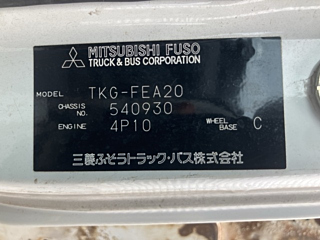 MITSUBISHI FUSO
TRUCK & BUS CORPORATION
MODEL TKG-FEA20
CHASSIS NO. 540930
ENGINE 4P10 WHEEL BASE C
三菱ふそうトラック・バス株式会社